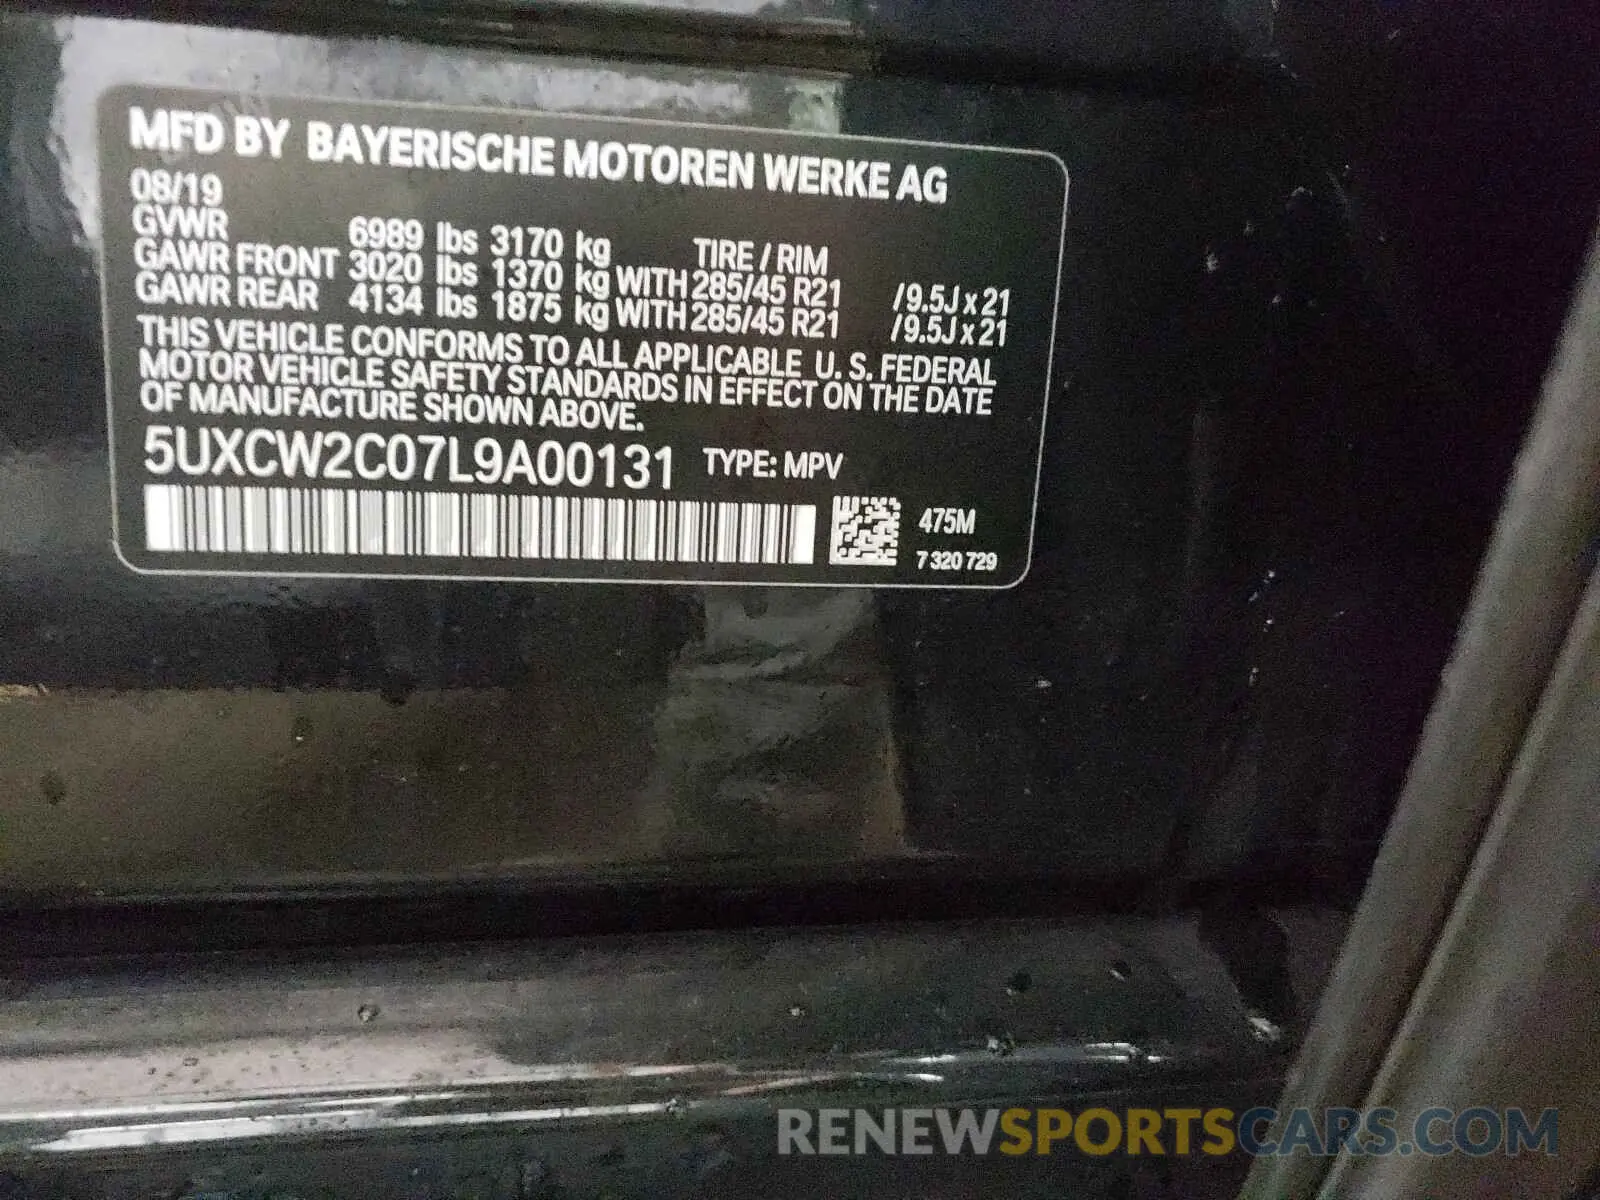 MFD BY BAYERISCHE MOTOREN WERKE AG
08/19
GVWR 6989 lbs 3170 kg TIRE / RIM
GAWR FRONT 3020 lbs 1370 kg WITH 285/45 R21 /9.5J x 21
GAWR REAR 4134 lbs 1875 kg WITH 285/45 R21 /9.5J x 21
THIS VEHICLE CONFORMS TO ALL APPLICABLE U. S. FEDERAL
MOTOR VEHICLE SAFETY STANDARDS IN EFFECT ON THE DATE
OF MANUFACTURE SHOWN ABOVE.
5UXCW2C07L9A00131 TYPE: MPV
475M
7 320 729
RENEWSPORTSCARS.COM